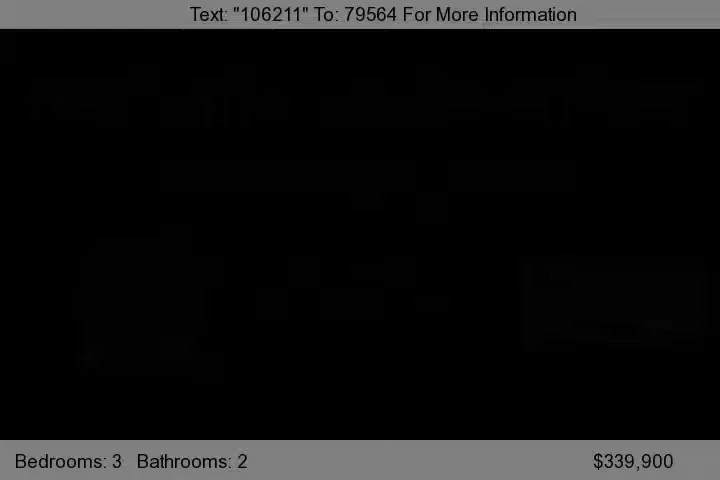 Text: "106211" To: 79564 For More Information
Bedrooms: 3 Bathrooms: 2
$339,900